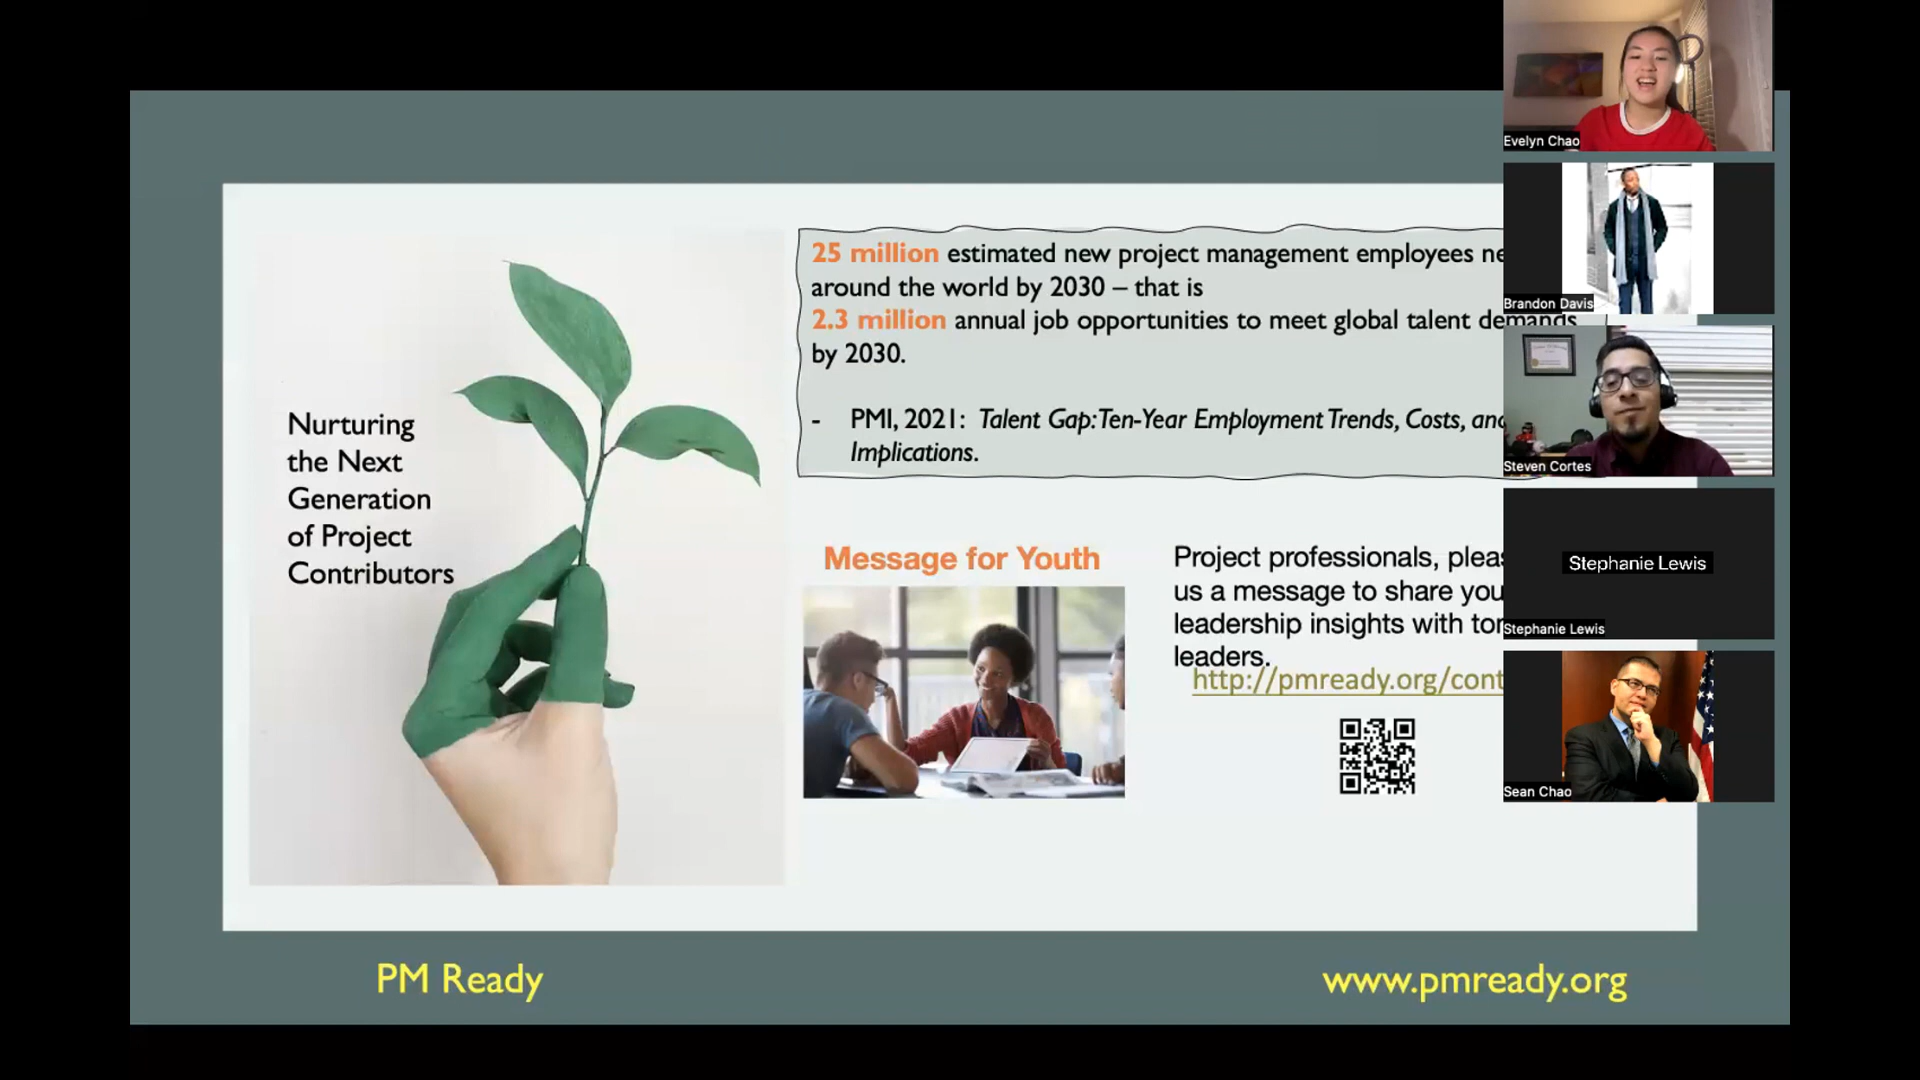 Nurturing
the Next
Generation
of Project
Contributors
25 million estimated new project management employees
around the world by 2030 – that is
2.3 million annual job opportunities to meet global talent demands
by 2030.
- PMI, 2021: Talent Gap: Ten-Year Employment Trends, Costs, and
Implications.
Message for Youth
Project professionals,
us a message to share
leadership insights with
leaders.
http://pmready.org/cont
PM Ready
www.pmready.org
Evelyn Chao
Brandon Davis
Steven Cortes
Stephanie Lewis
Stephanie Lewis
Sean Chao